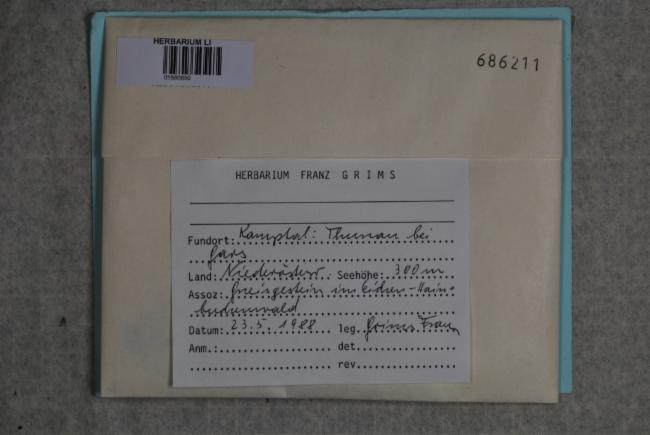 HERBARIUM LI
686211
HERBARIUM FRANZ GRIMS
Fundort: Kamptal: Thunau bei
Gars
Land: Niederösterr. Seehöhe: 300 m
Assoz: Gneisgestein im Eichen-Hain-
buchenwald
Datum: 23.5.1988 leg. Grims Franz
Anm.: det
rev.